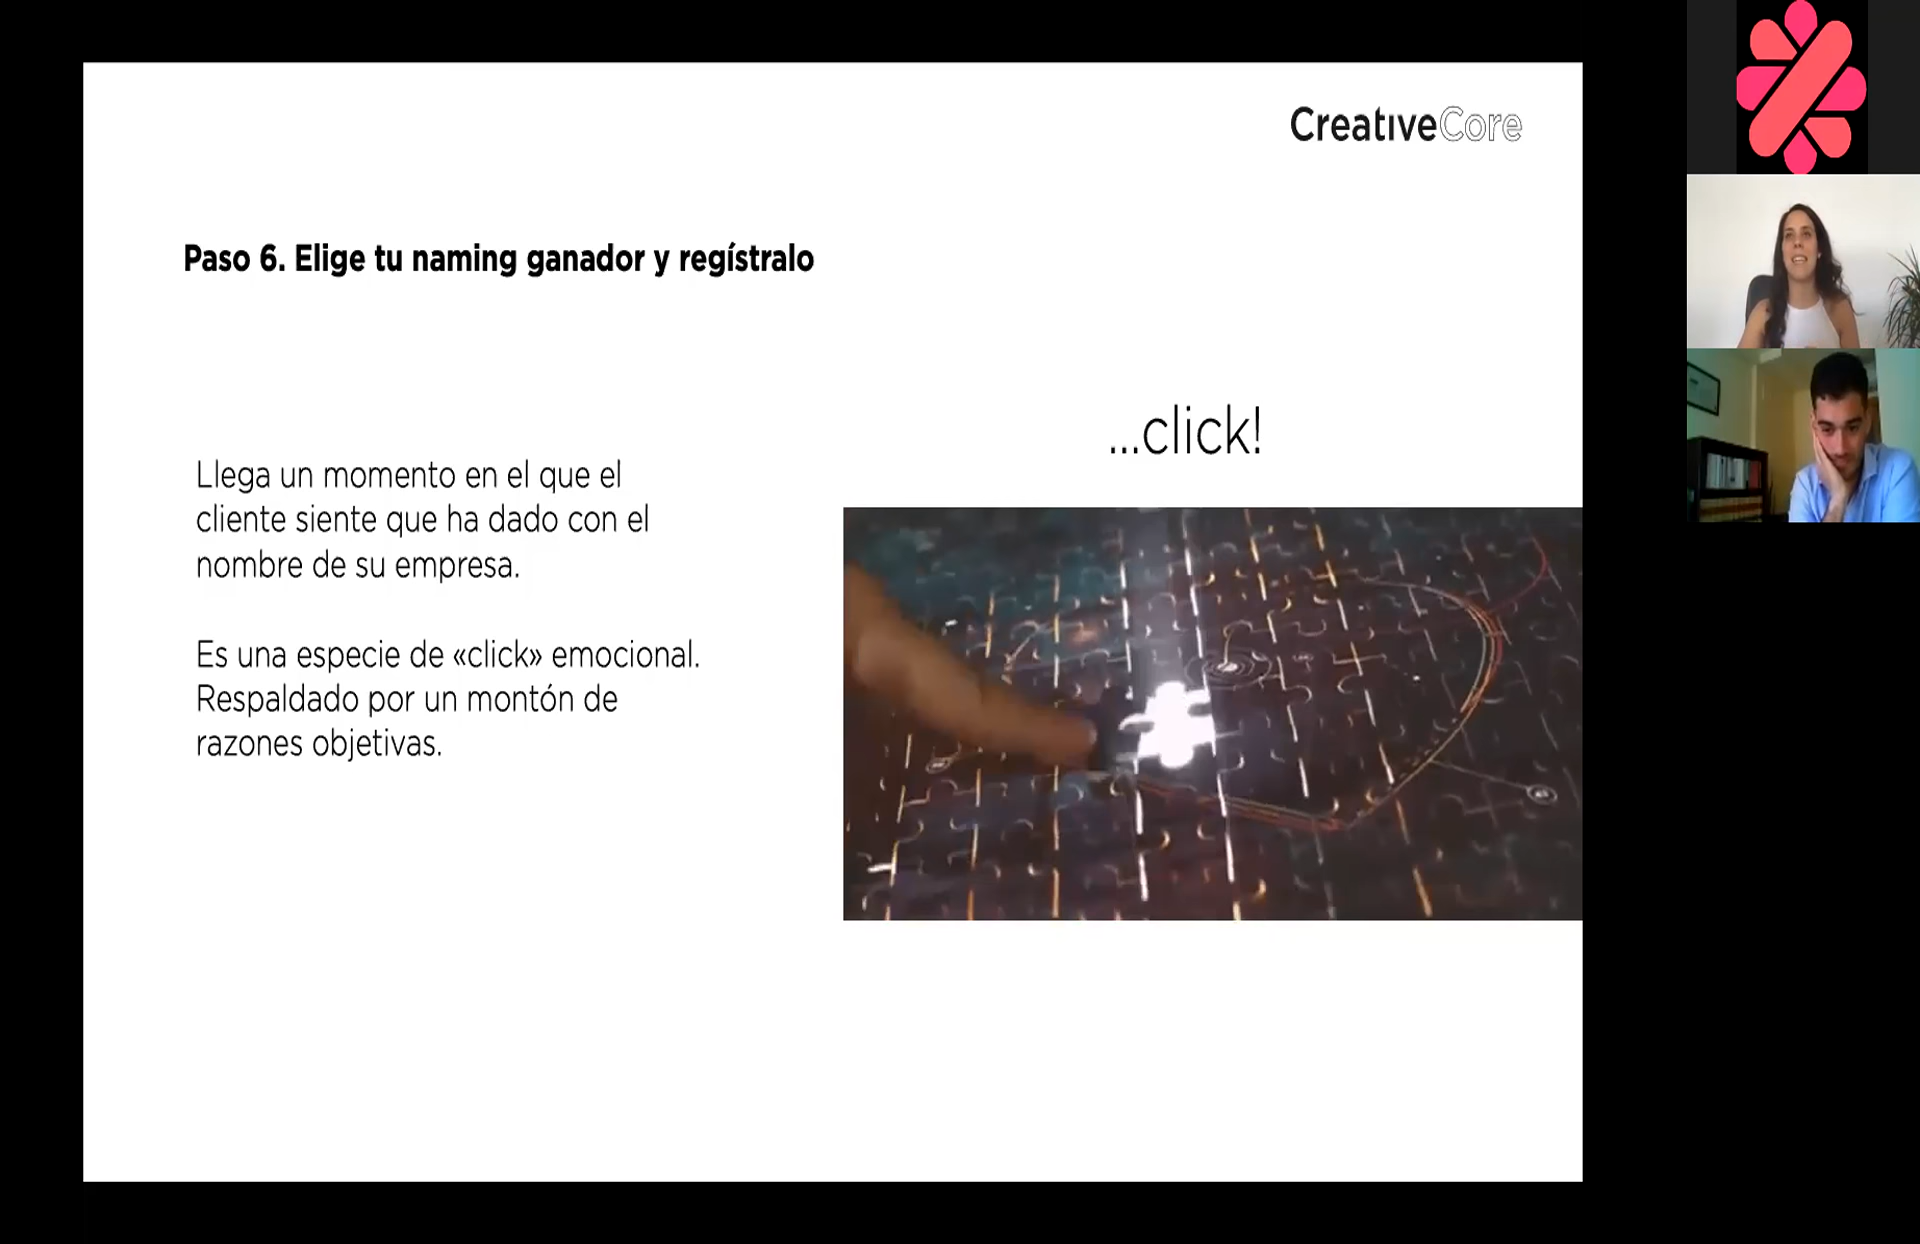 CreativeCore
Paso 6. Elige tu naming ganador y regístralo
Llega un momento en el que el
cliente siente que ha dado con el
nombre de su empresa.
Es una especie de «click» emocional.
Respaldado por un montón de
razones objetivas.
...click!